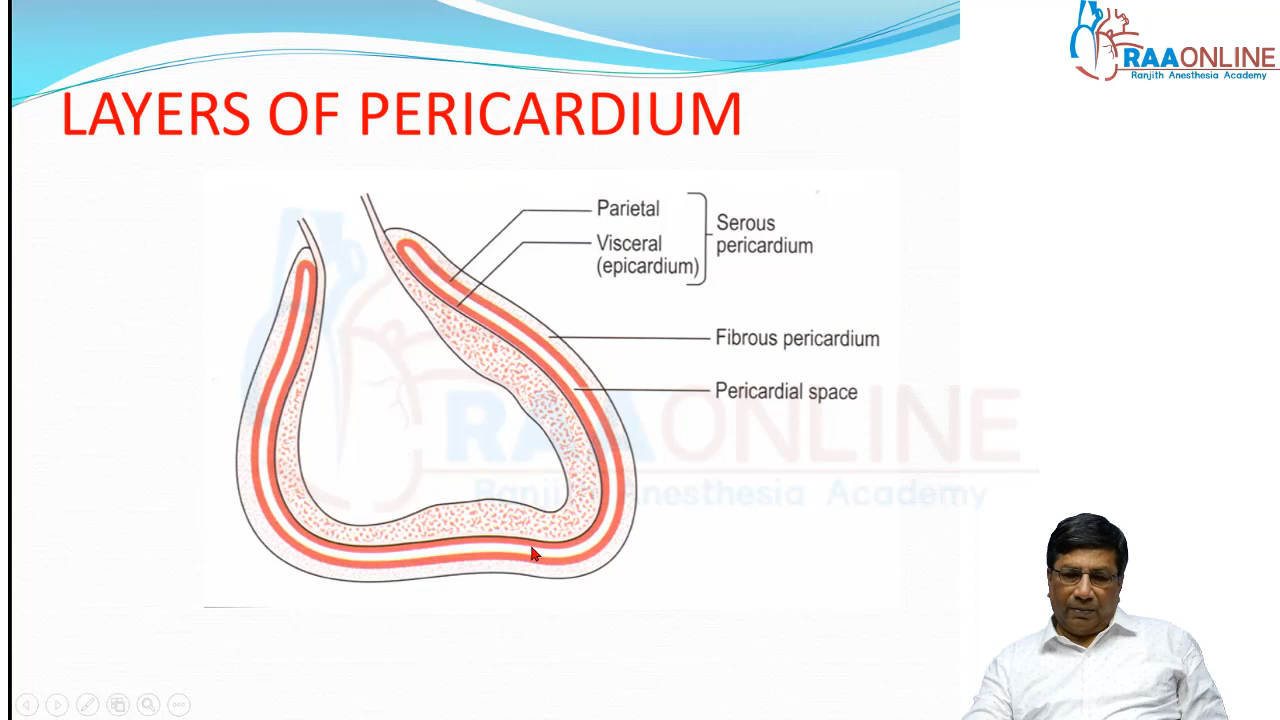 RAAONLINE
Ranjith Anesthesia Academy
LAYERS OF PERICARDIUM
Parietal
Visceral
(epicardium)
Serous
pericardium
Fibrous pericardium
Pericardial space
RAAONLINE
Ranjith Anesthesia Academy